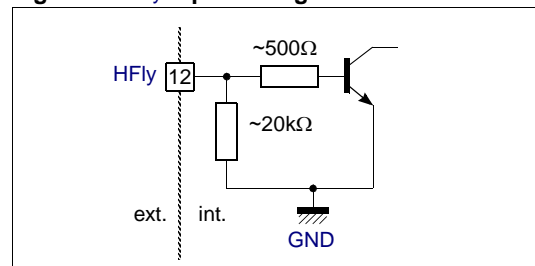 HFly 12
~500Ω
~20kΩ
ext. int.
GND